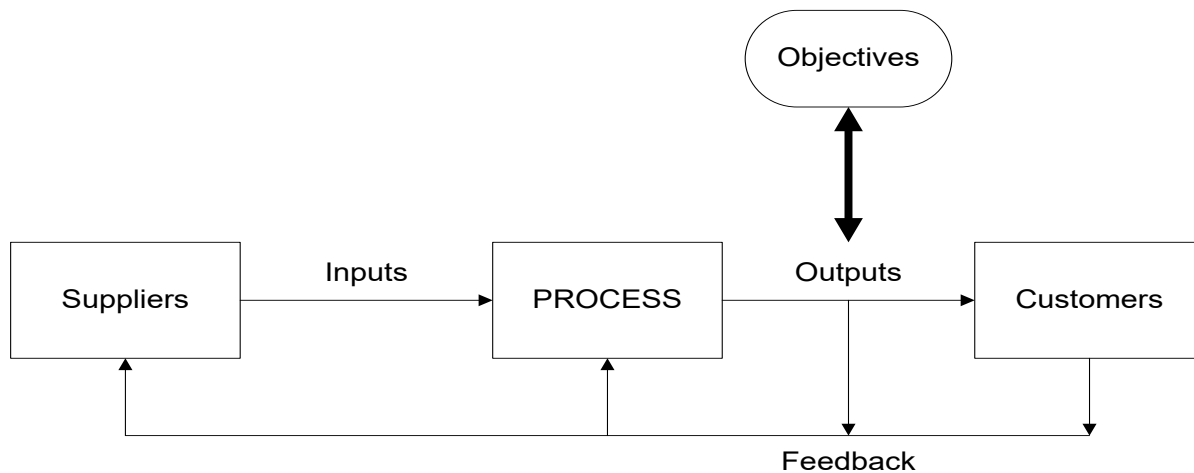 Objectives
Inputs
Outputs
Suppliers
PROCESS
Customers
Feedback